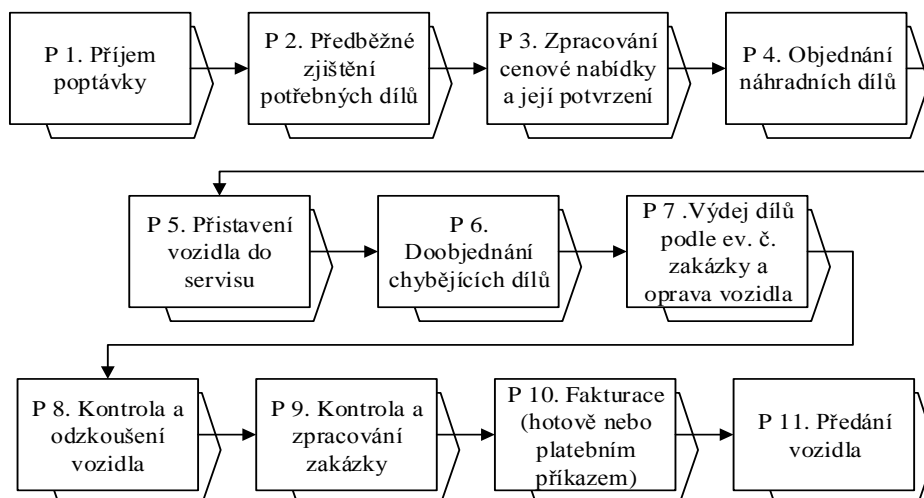 P 1. Příjem
poptávky
P 2. Předběžné
zjištění
potřebných dílů
P 3. Zpracování
cenové nabídky
a její potvrzení
P 4. Objednání
náhradních dílů
P 5. Přistavení
vozidla do
servisu
P 6.
Doobjednání
chybějících dílů
P 7 .Výdej dílů
podle ev. č.
zakázky a
oprava vozidla
P 8. Kontrola a
odzkoušení
vozidla
P 9. Kontrola a
zpracování
zakázky
P 10. Fakturace
(hotově nebo
platebním
příkazem)
P 11. Předání
vozidla